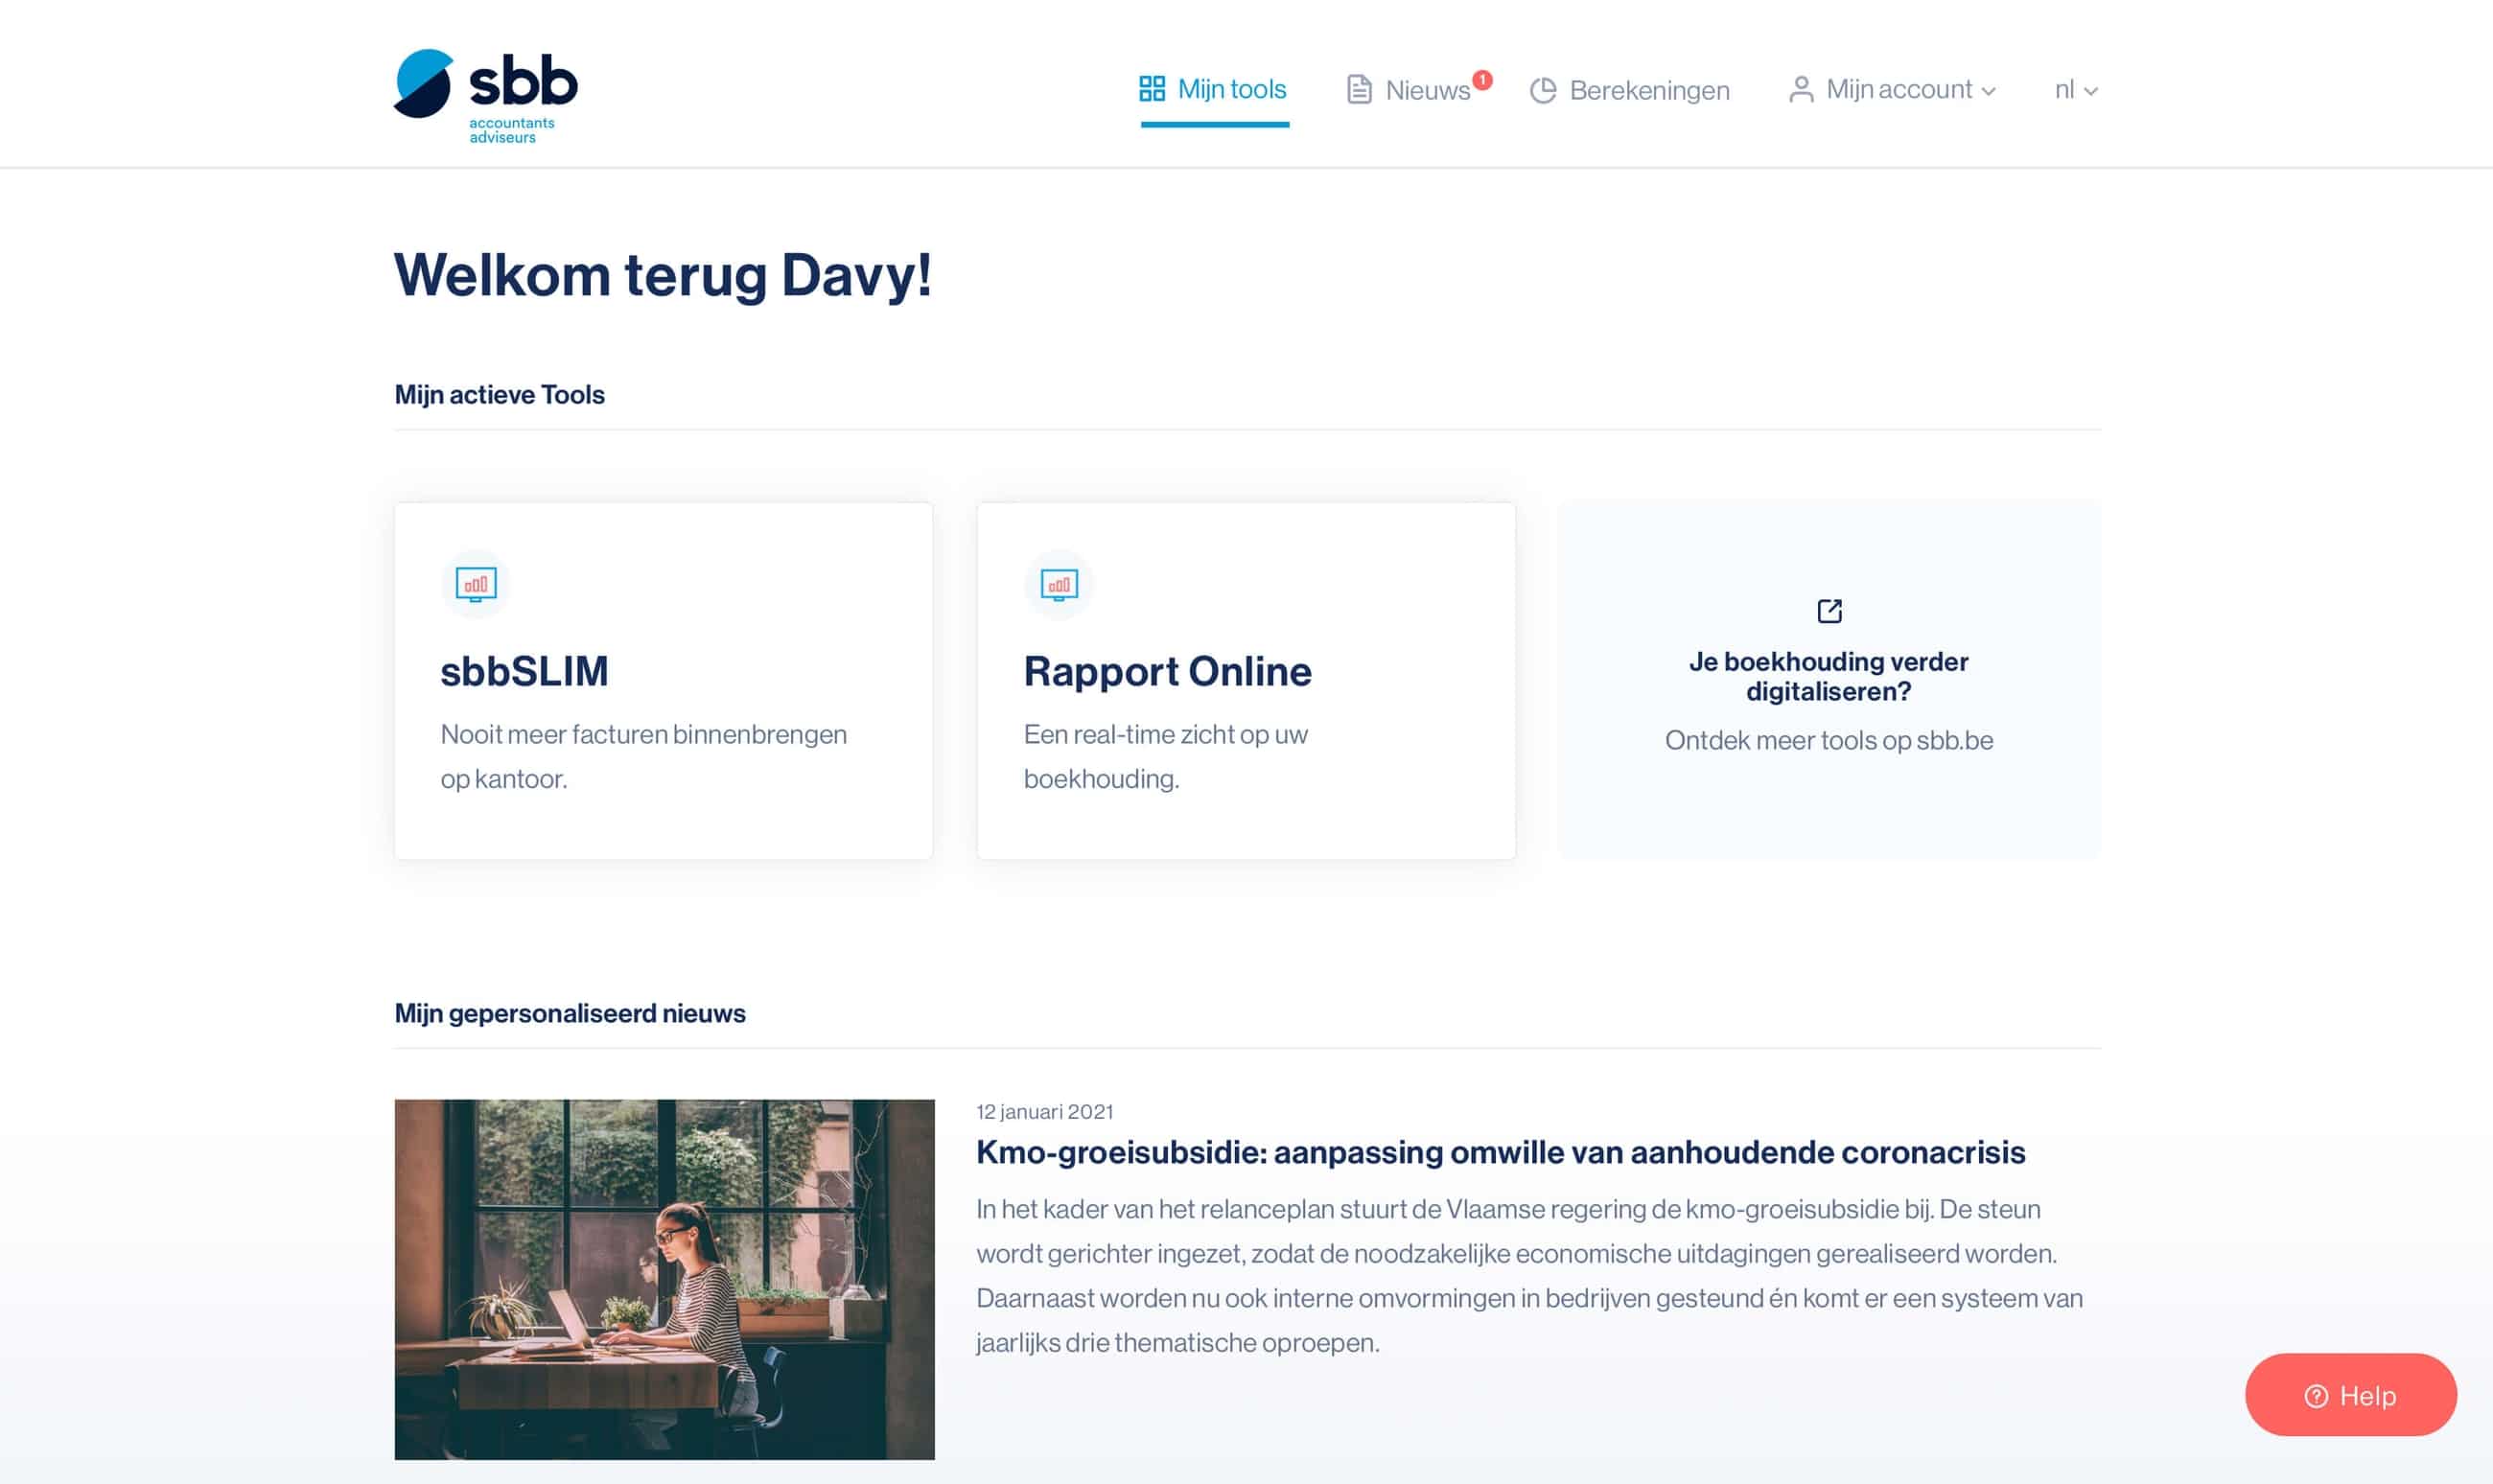 sbb
accountants
adviseurs
Mijn tools
Nieuws 1
Berekeningen
Mijn account
nl
Welkom terug Davy!
Mijn actieve Tools
sbbSLIM
Nooit meer facturen binnenbrengen
op kantoor.
Rapport Online
Een real-time zicht op uw
boekhouding.
Je boekhouding verder
digitaliseren?
Ontdek meer tools op sbb.be
Mijn gepersonaliseerd nieuws
12 januari 2021
Kmo-groeisubsidie: aanpassing omwille van aanhoudende coronacrisis
In het kader van het relanceplan stuurt de Vlaamse regering de kmo-groeisubsidie bij. De steun
wordt gerichter ingezet, zodat de noodzakelijke economische uitdagingen gerealiseerd worden.
Daarnaast worden nu ook interne omvormingen in bedrijven gesteund én komt er een systeem van
jaarlijks drie thematische oproepen.
Help